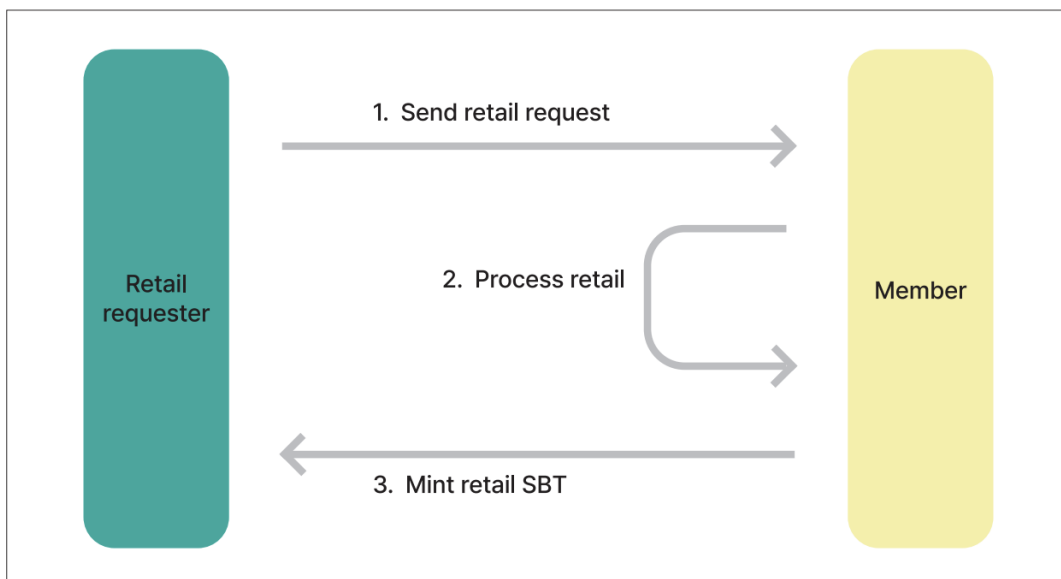 1. Send retail request
2. Process retail
Retail
requester
Member
3. Mint retail SBT